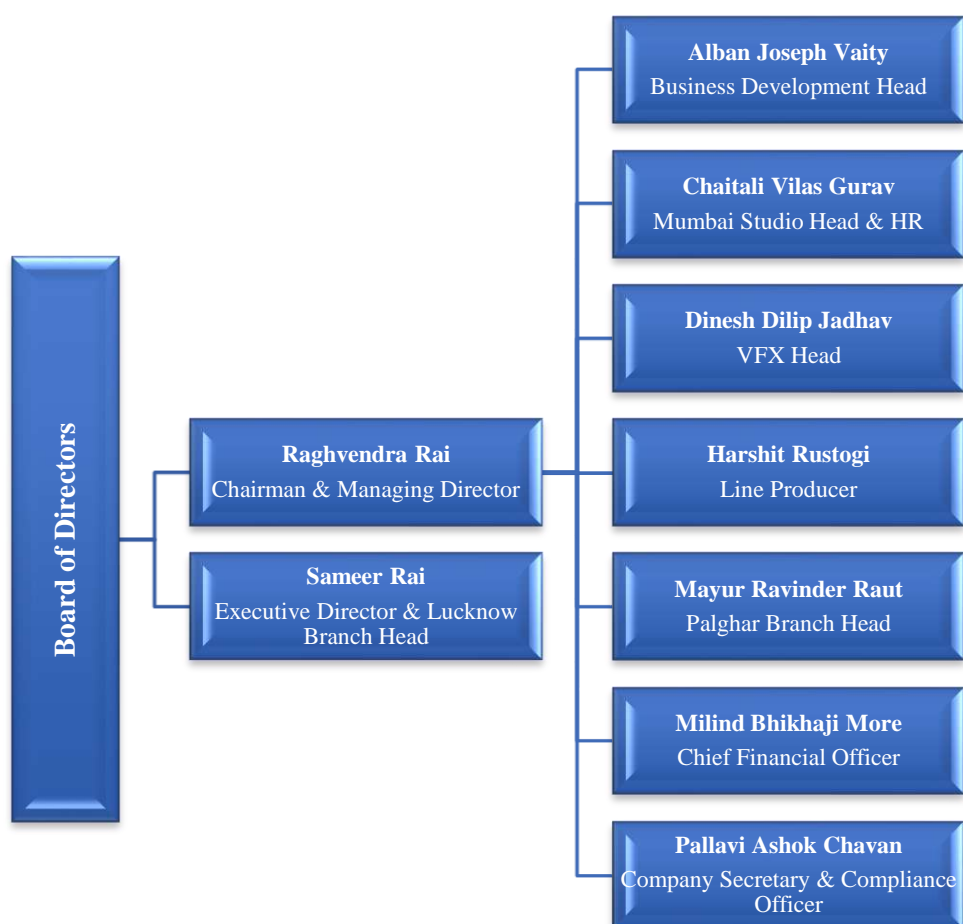 Board of Directors
Raghvendra Rai
Chairman & Managing Director
Sameer Rai
Executive Director & Lucknow
Branch Head
Alban Joseph Vaity
Business Development Head
Chaitali Vilas Gurav
Mumbai Studio Head & HR
Dinesh Dilip Jadhav
VFX Head
Harshit Rustogi
Line Producer
Mayur Ravinder Raut
Palghar Branch Head
Milind Bhikhaji More
Chief Financial Officer
Pallavi Ashok Chavan
Company Secretary & Compliance
Officer